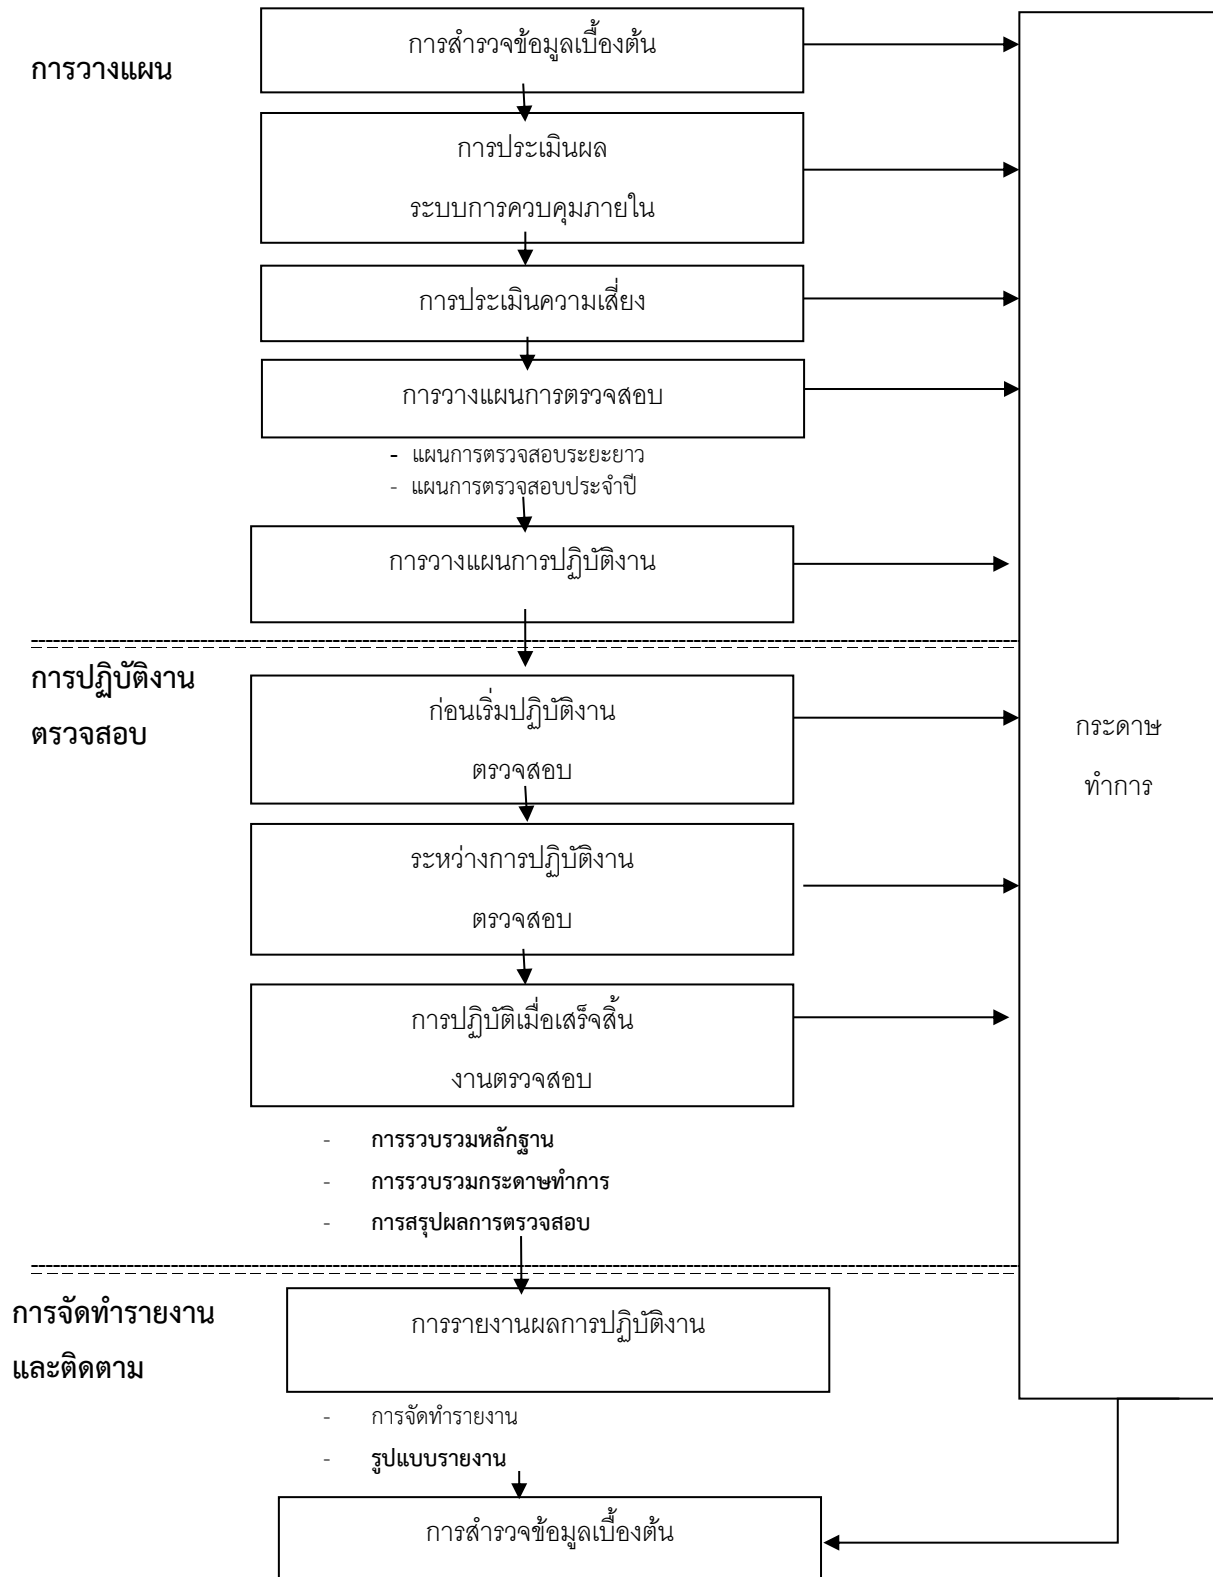 การสำรวจข้อมูลเบื้องต้น
การวางแผน
การประเมินผล
ระบบการควบคุมภายใน
การประเมินความเสี่ยง
การวางแผนการตรวจสอบ
- แผนการตรวจสอบระยะยาว
- แผนการตรวจสอบประจำปี
การวางแผนการปฏิบัติงาน
การปฏิบัติงาน
ตรวจสอบ
ก่อนเริ่มปฏิบัติงาน
ตรวจสอบ
กระดาษ
ทำการ
ระหว่างการปฏิบัติงาน
ตรวจสอบ
การปฏิบัติเมื่อเสร็จสิ้น
งานตรวจสอบ
- การรวบรวมหลักฐาน
- การรวบรวมกระดาษทำการ
- การสรุปผลการตรวจสอบ
การจัดทำรายงาน
และติดตาม
การรายงานผลการปฏิบัติงาน
- การจัดทำรายงาน
- รูปแบบรายงาน
การสำรวจข้อมูลเบื้องต้น